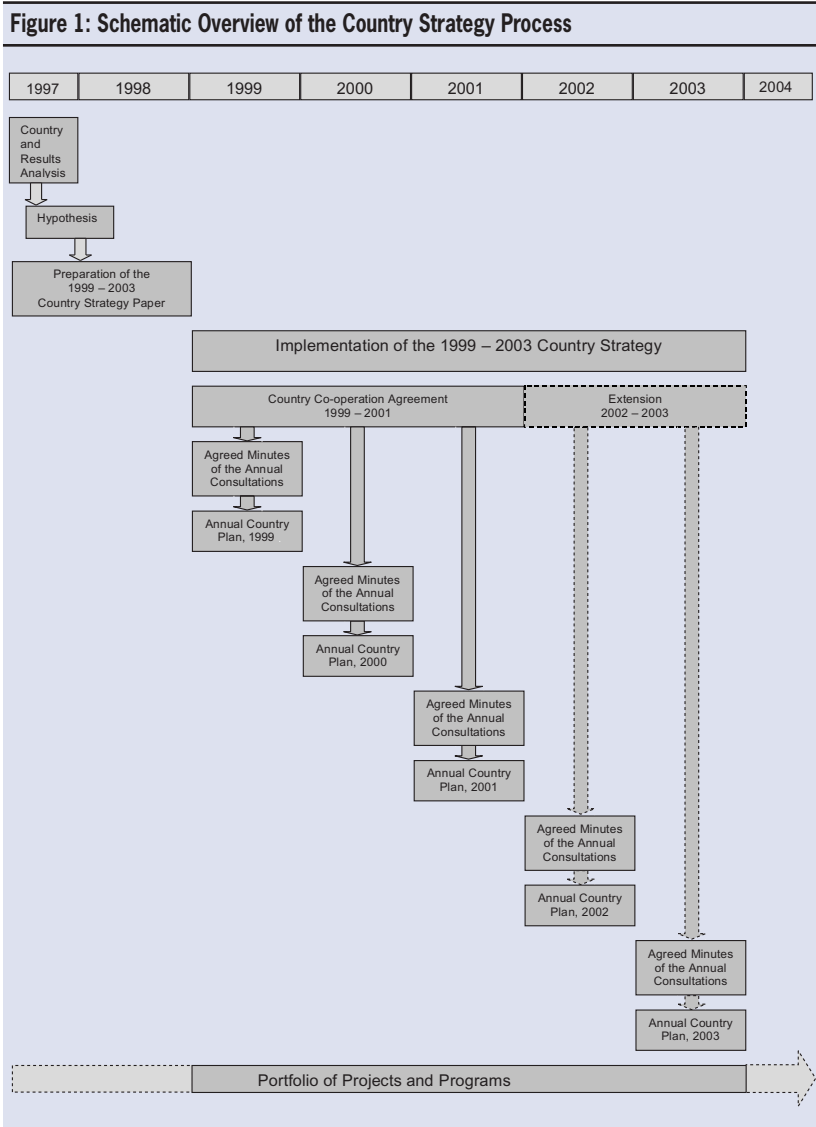 Figure 1: Schematic Overview of the Country Strategy Process
1997 1998 1999 2000 2001 2002 2003 2004
Country
and
Results
Analysis
Hypothesis
Preparation of the
1999 – 2003
Country Strategy Paper
Implementation of the 1999 – 2003 Country Strategy
Country Co-operation Agreement
1999 – 2001
Extension
2002 – 2003
Agreed Minutes
of the Annual
Consultations
Annual Country
Plan, 1999
Agreed Minutes
of the Annual
Consultations
Annual Country
Plan, 2000
Agreed Minutes
of the Annual
Consultations
Annual Country
Plan, 2001
Agreed Minutes
of the Annual
Consultations
Annual Country
Plan, 2002
Agreed Minutes
of the Annual
Consultations
Annual Country
Plan, 2003
Portfolio of Projects and Programs